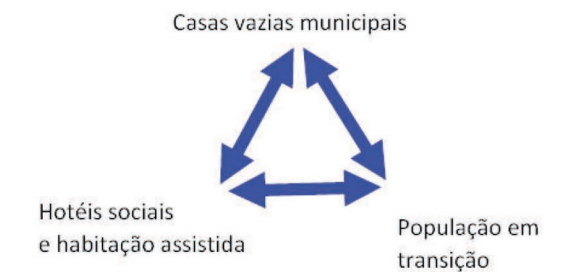 Casas vazias municipais
Hotéis sociais
e habitação assistida
População em
transição